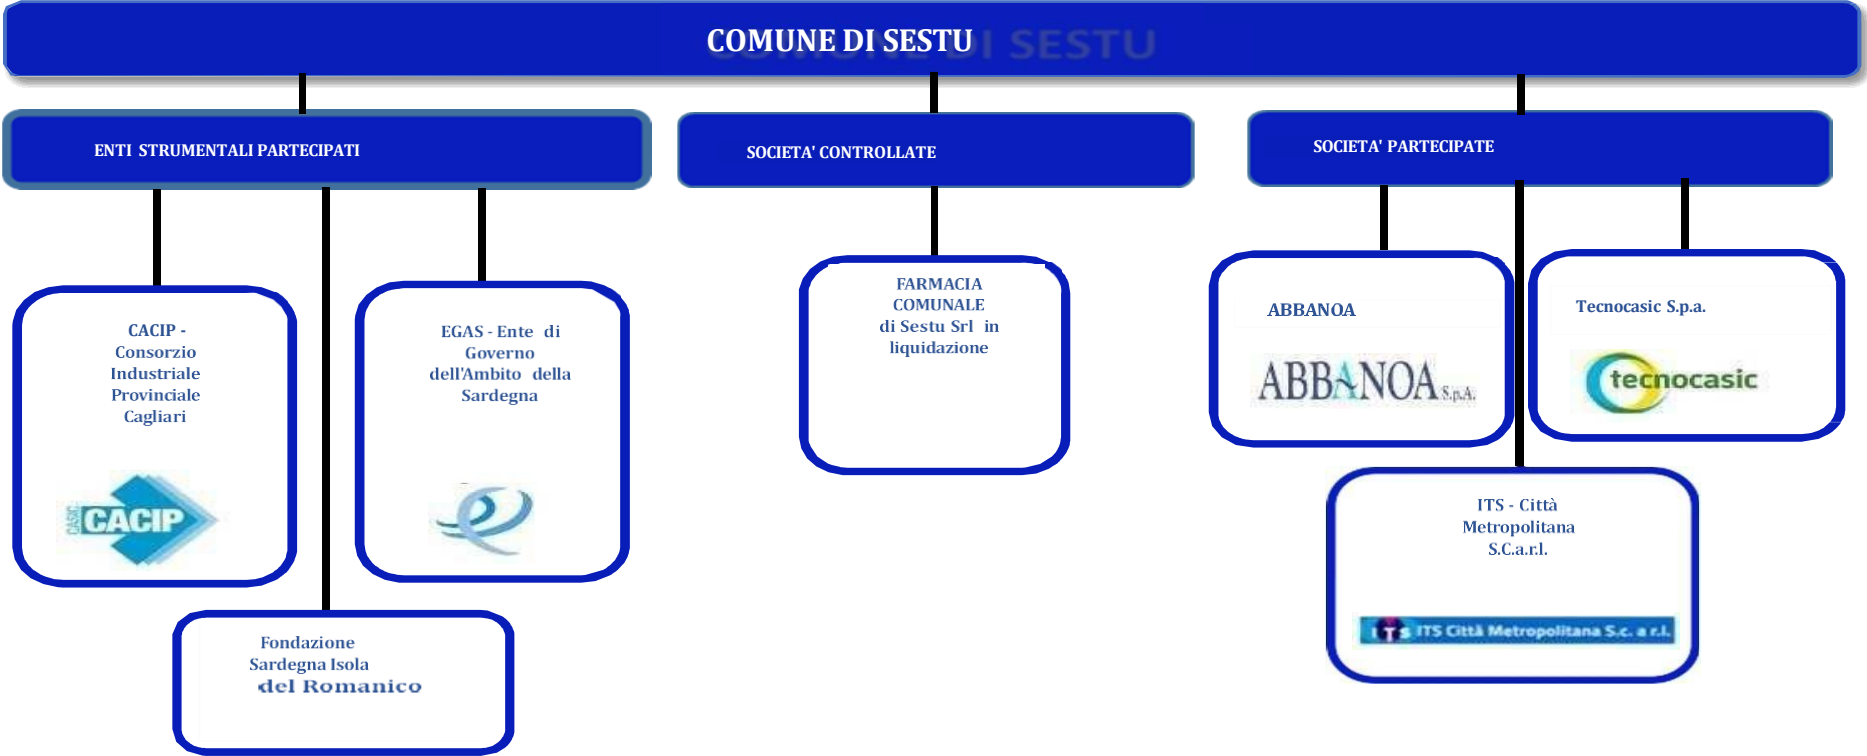 COMUNE DI SESTU
ENTI STRUMENTALI PARTECIPATI
SOCIETA' CONTROLLATE
SOCIETA' PARTECIPATE
CACIP -
Consorzio
Industriale
Provinciale
Cagliari
CASIC
CACIP
EGAS - Ente di
Governo
dell'Ambito della
Sardegna
Fondazione
Sardegna Isola
del Romanico
FARMACIA
COMUNALE
di Sestu Srl in
liquidazione
ABBANOA
ABBANOA S.p.A.
Tecnocasic S.p.a.
tecnocasic
ITS - Città
Metropolitana
S.C.a.r.l.
ITS ITS Città Metropolitana S.c. a r.l.